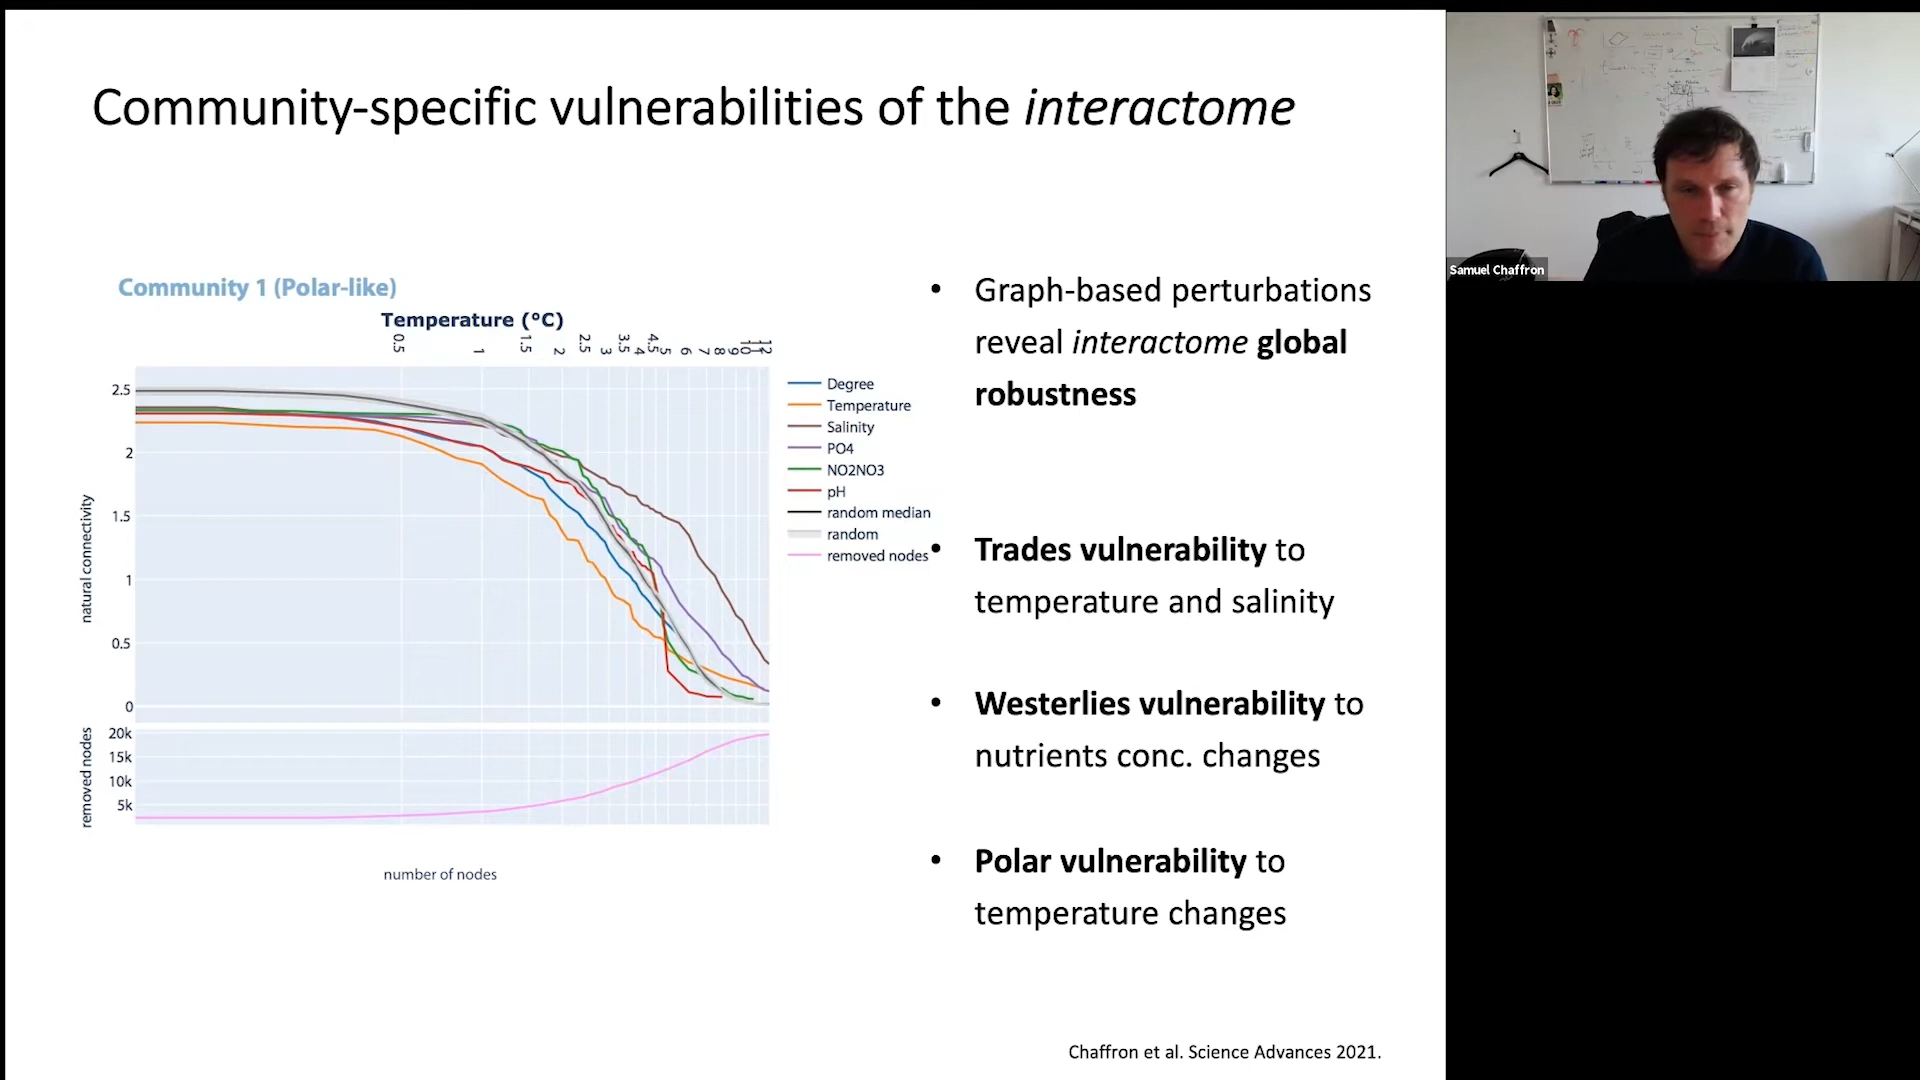 Community-specific vulnerabilities of the interactome
Samuel Chaffron
Community 1 (Polar-like)
Temperature (°C)
0.5 1 1.5 2 2.5 3 3.5 4 4.5 5 6 7 8 9 10 11 12
natural connectivity
2.5
2
1.5
1
0.5
0
Degree
Temperature
Salinity
PO4
NO2NO3
pH
random median
random
removed nodes
removed nodes
20k
15k
10k
5k
number of nodes
• Graph-based perturbations
reveal interactome global
robustness
• Trades vulnerability to
temperature and salinity
• Westerlies vulnerability to
nutrients conc. changes
• Polar vulnerability to
temperature changes
Chaffron et al. Science Advances 2021.